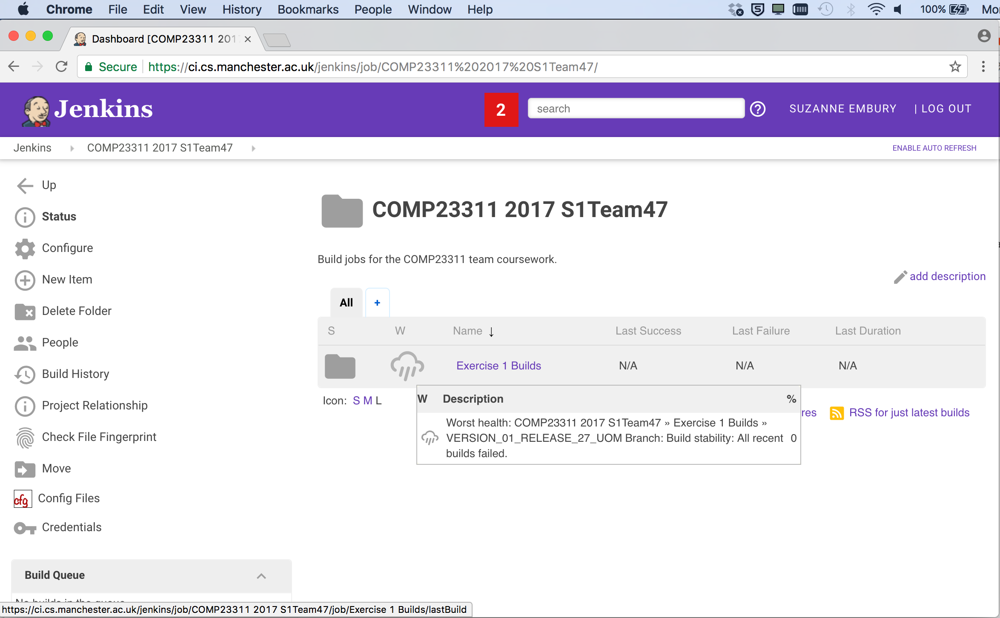 Chrome File Edit View History Bookmarks People Window Help 100%
Dashboard [COMP23311 201
Secure https://ci.cs.manchester.ac.uk/jenkins/job/COMP23311%202017%20S1Team47/
Jenkins 2 search SUZANNE EMBURY | LOG OUT
Jenkins COMP23311 2017 S1Team47 ENABLE AUTO REFRESH
Up
Status
Configure
New Item
Delete Folder
People
Build History
Project Relationship
Check File Fingerprint
Move
cfg Config Files
Credentials
Build Queue
COMP23311 2017 S1Team47
Build jobs for the COMP23311 team coursework.
add description
All +
S W Name ↓ Last Success Last Failure Last Duration
Exercise 1 Builds N/A N/A N/A
Icon: S M L
W Description %
Worst health: COMP23311 2017 S1Team47 » Exercise 1 Builds »
VERSION_01_RELEASE_27_UOM Branch: Build stability: All recent 0
builds failed.
res RSS for just latest builds
https://ci.cs.manchester.ac.uk/jenkins/job/COMP23311 2017 S1Team47/job/Exercise 1 Builds/lastBuild